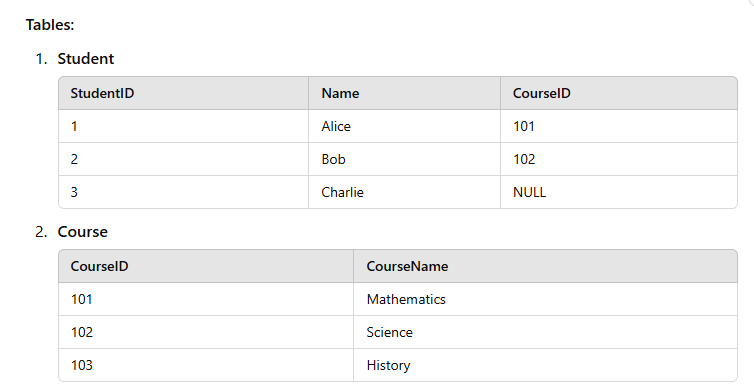 Tables:
1. Student
StudentID Name CourseID
1 Alice 101
2 Bob 102
3 Charlie NULL
2. Course
CourseID CourseName
101 Mathematics
102 Science
103 History